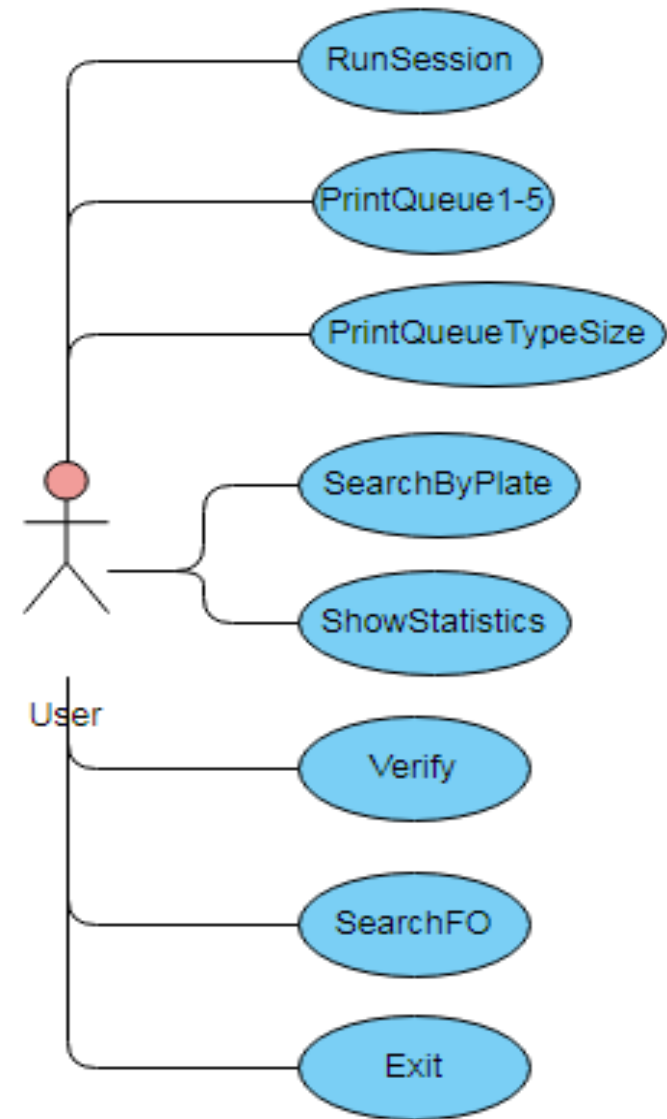 RunSession
PrintQueue1-5
PrintQueueTypeSize
SearchByPlate
ShowStatistics
User
Verify
SearchFO
Exit